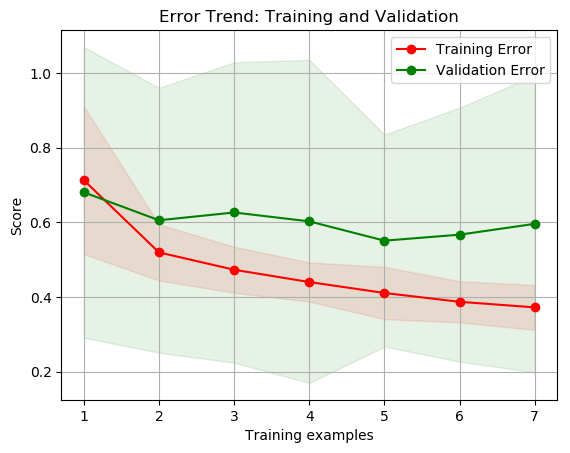 Error Trend: Training and Validation
Training Error
Validation Error
Score
1.0
0.8
0.6
0.4
0.2
1 2 3 4 5 6 7
Training examples